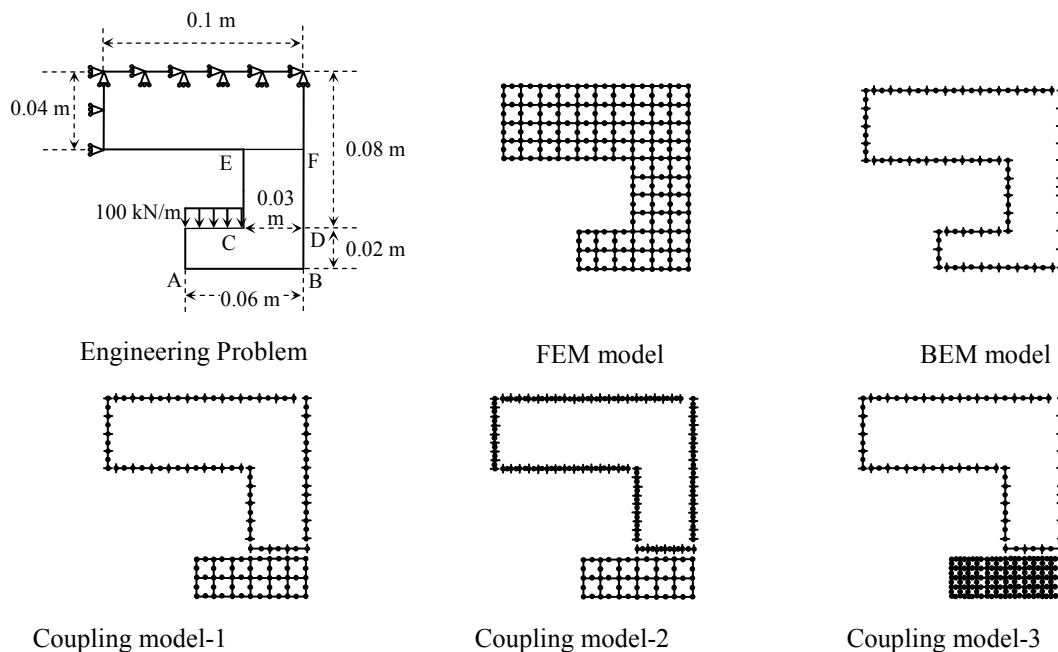 0.1 m
0.04 m
E
F
0.08 m
100 kN/m
0.03
m
C
D
0.02 m
A
B
0.06 m
Engineering Problem
FEM model
BEM model
Coupling model-1
Coupling model-2
Coupling model-3